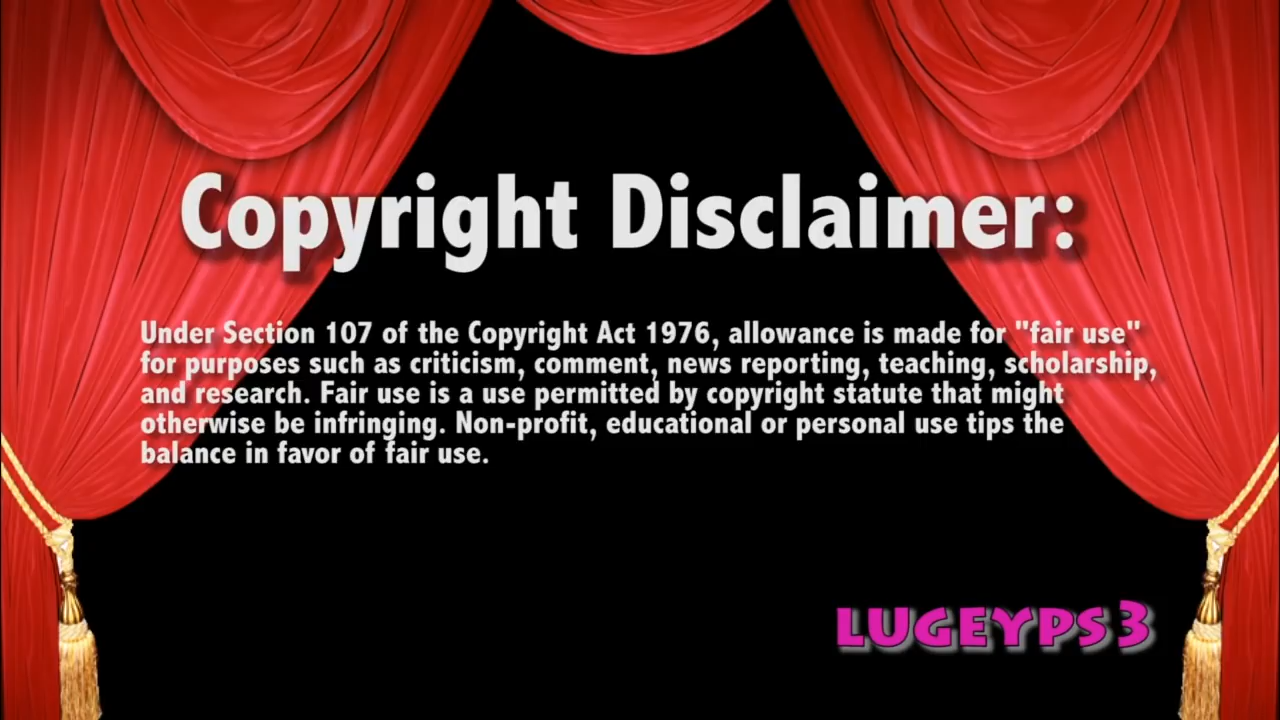 Copyright Disclaimer:
Under Section 107 of the Copyright Act 1976, allowance is made for "fair use"
for purposes such as criticism, comment, news reporting, teaching, scholarship,
and research. Fair use is a use permitted by copyright statute that might
otherwise be infringing. Non-profit, educational or personal use tips the
balance in favor of fair use.
LUGEYPS3